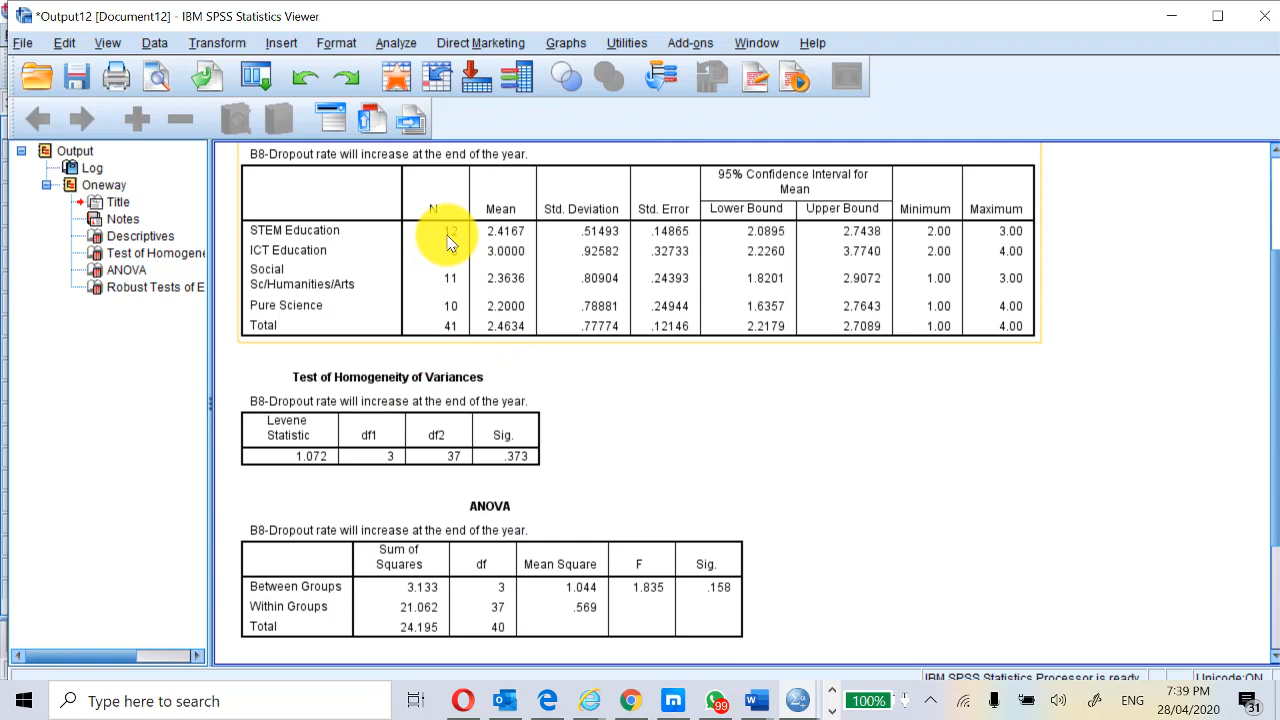 *Output12 [Document12] - IBM SPSS Statistics Viewer
File Edit View Data Transform Insert Format Analyze Direct Marketing Graphs Utilities Add-ons Window Help
Output
Log
Oneway
Title
Notes
Descriptives
Test of Homogene
ANOVA
Robust Tests of E
B8-Dropout rate will increase at the end of the year.
95% Confidence Interval for
Mean
N Mean Std. Deviation Std. Error Lower Bound Upper Bound Minimum Maximum
STEM Education 12 2.4167 .51493 .14865 2.0895 2.7438 2.00 3.00
ICT Education 3.0000 .92582 .32733 2.2260 3.7740 2.00 4.00
Social
Sc/Humanities/Arts 11 2.3636 .80904 .24393 1.8201 2.9072 1.00 3.00
Pure Science 10 2.2000 .78881 .24944 1.6357 2.7643 1.00 4.00
Total 41 2.4634 .77774 .12146 2.2179 2.7089 1.00 4.00
Test of Homogeneity of Variances
B8-Dropout rate will increase at the end of the year.
Levene
Statistic df1 df2 Sig.
1.072 3 37 .373
ANOVA
B8-Dropout rate will increase at the end of the year.
Sum of
Squares df Mean Square F Sig.
Between Groups 3.133 3 1.044 1.835 .158
Within Groups 21.062 37 .569
Total 24.195 40
IBM SPSS Statistics Processor is ready Unicode:ON
Type here to search
99
100%
ENG
7:39 PM
28/04/2020
31